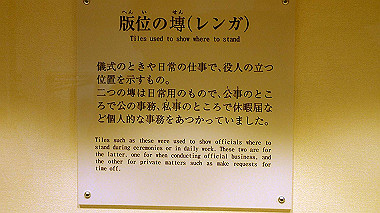 へんい せん
版位の塼(レンガ)
Tiles used to show where to stand
儀式のときや日常の仕事で、役人の立つ
位置を示すもの。
二つの塼は日常用のもので、公事のとこ
ろで公の事務、私事のところで休暇届な
ど個人的な事務をあつかっていました。
Tiles such as these were used to show officials where to
stand during ceremonies or in daily work. These two are for
the latter, one for when conducting official business, and
the other for private matters such as make requests for
time off.